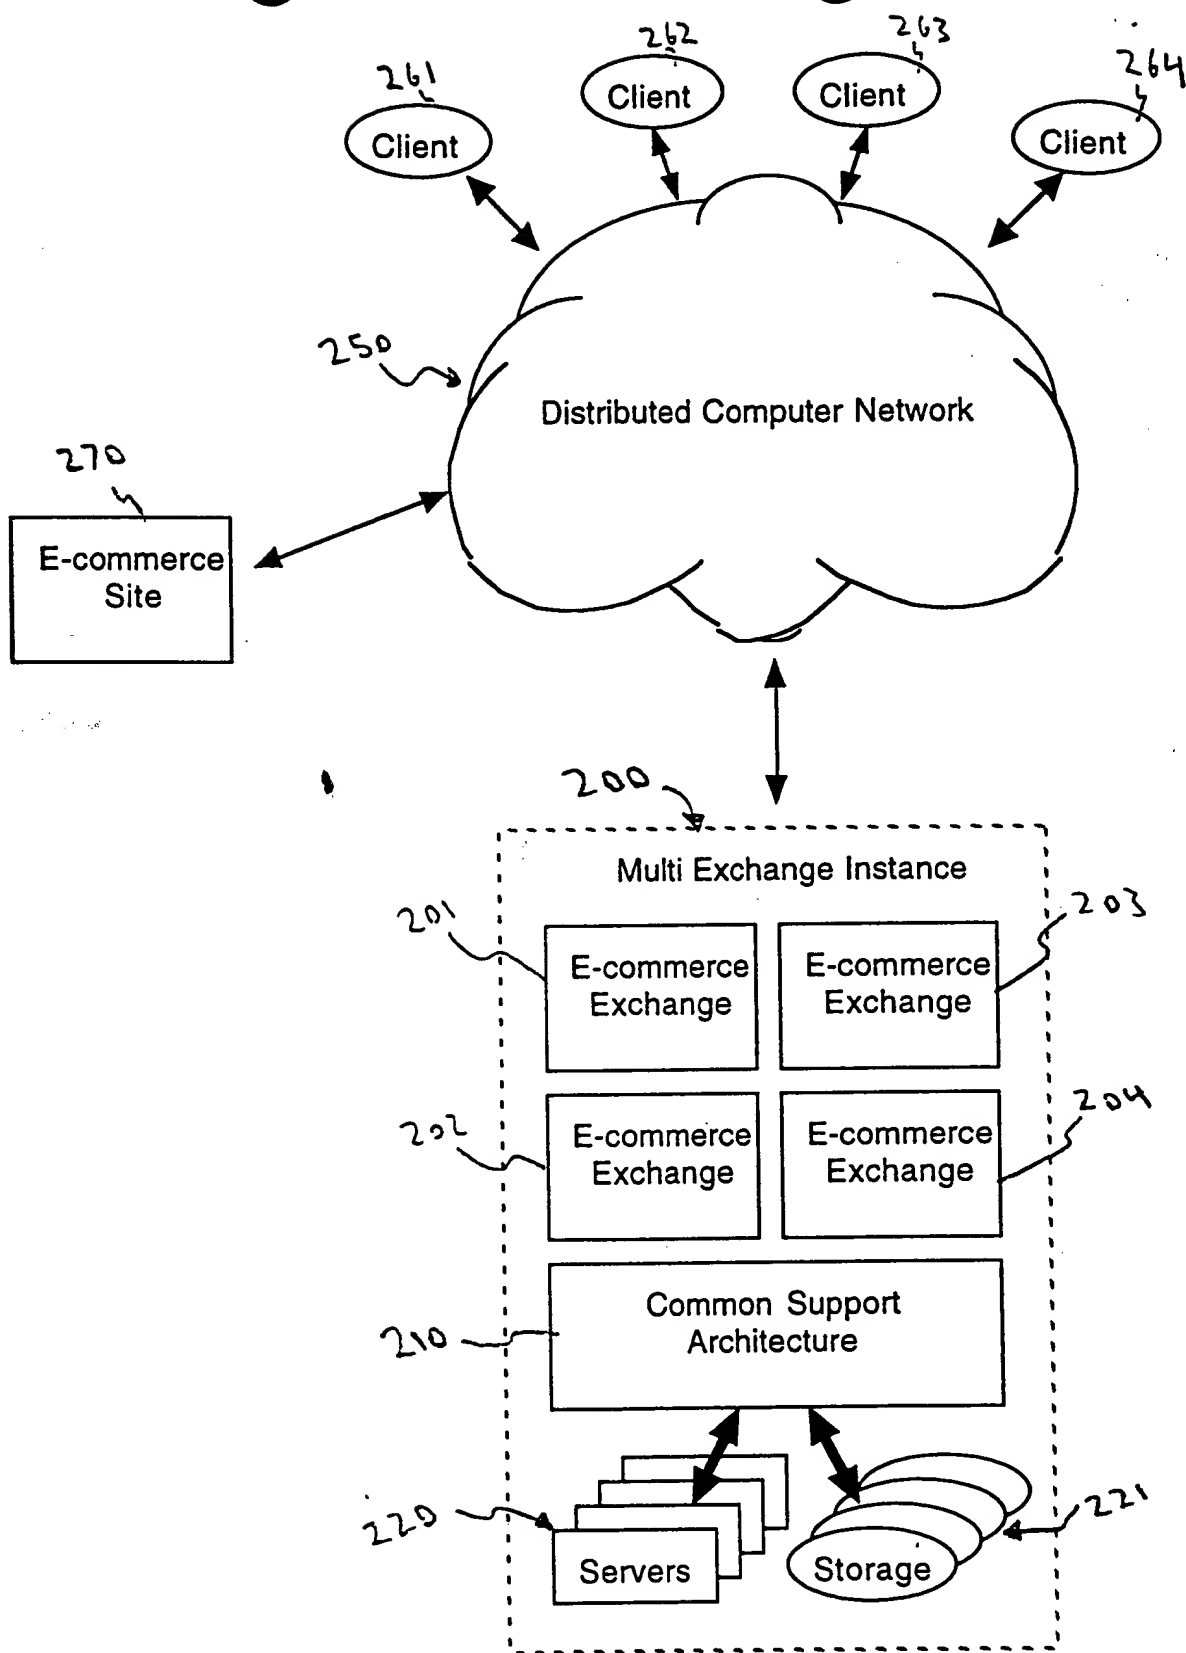 261
262
263
264
Client
Client
Client
Client
250
Distributed Computer Network
270
E-commerce
Site
200
Multi Exchange Instance
201
203
E-commerce
Exchange
E-commerce
Exchange
202
204
E-commerce
Exchange
E-commerce
Exchange
210
Common Support
Architecture
220
221
Servers
Storage